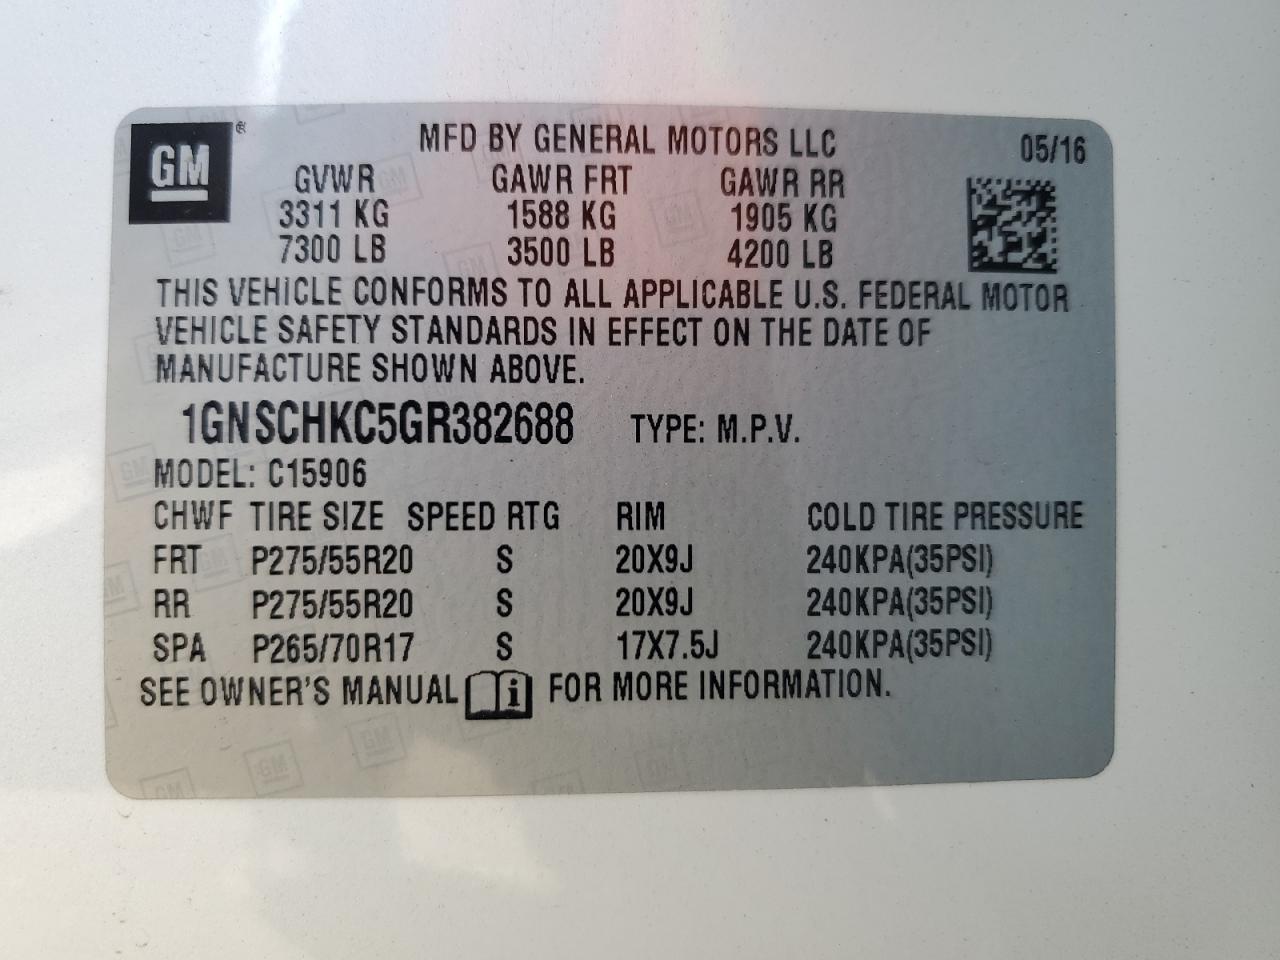 GM ® MFD BY GENERAL MOTORS LLC 05/16
GVWR GAWR FRT GAWR RR
3311 KG 1588 KG 1905 KG
7300 LB 3500 LB 4200 LB
THIS VEHICLE CONFORMS TO ALL APPLICABLE U.S. FEDERAL MOTOR
VEHICLE SAFETY STANDARDS IN EFFECT ON THE DATE OF
MANUFACTURE SHOWN ABOVE.
1GNSCHKC5GR382688 TYPE: M.P.V.
MODEL: C15906
CHWF TIRE SIZE SPEED RTG RIM COLD TIRE PRESSURE
FRT P275/55R20 S 20X9J 240KPA(35PSI)
RR P275/55R20 S 20X9J 240KPA(35PSI)
SPA P265/70R17 S 17X7.5J 240KPA(35PSI)
SEE OWNER'S MANUAL i FOR MORE INFORMATION.